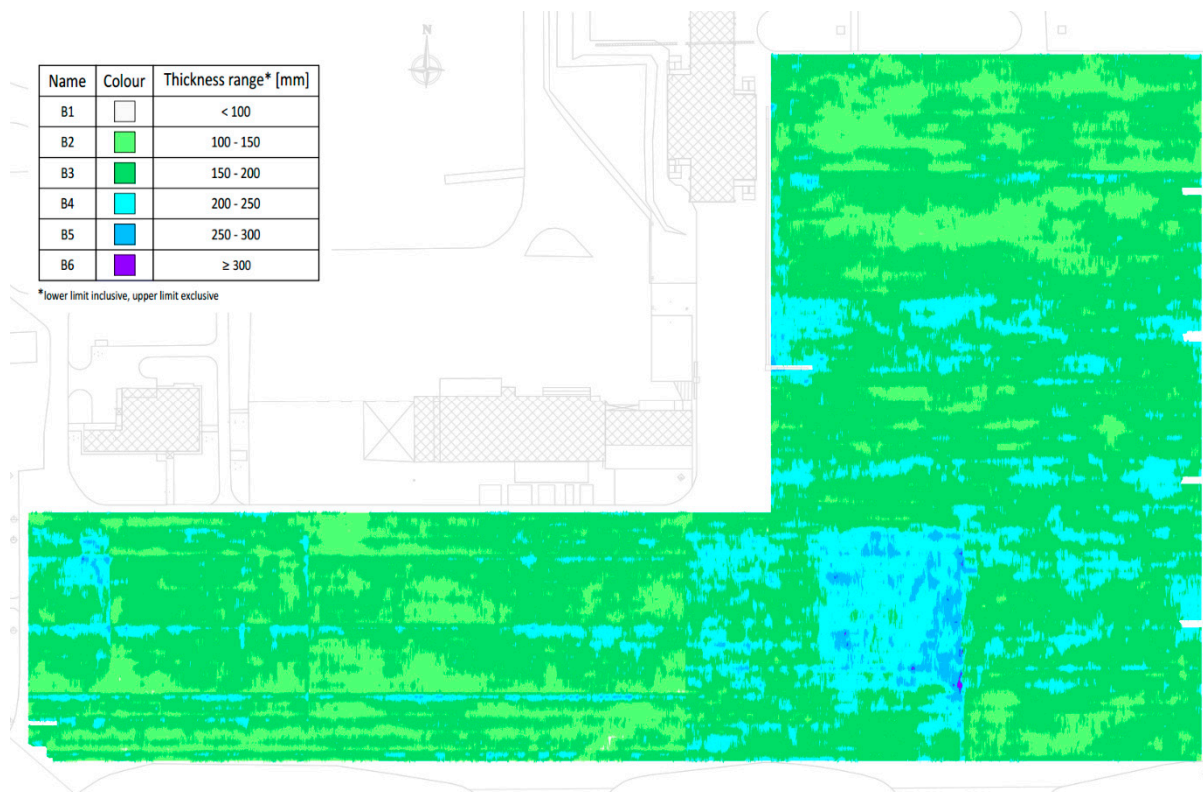 N
Name Colour Thickness range* [mm]
B1 < 100
B2 100 - 150
B3 150 - 200
B4 200 - 250
B5 250 - 300
B6 ≥ 300
*lower limit inclusive, upper limit exclusive